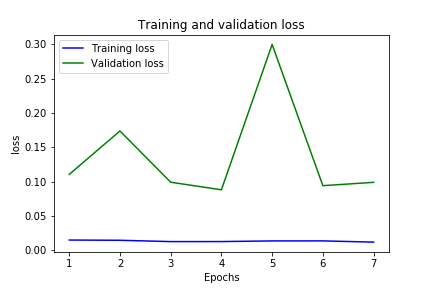 Training and validation loss
Training loss
Validation loss
0.30
0.25
0.20
0.15
0.10
0.05
0.00
loss
1 2 3 4 5 6 7
Epochs